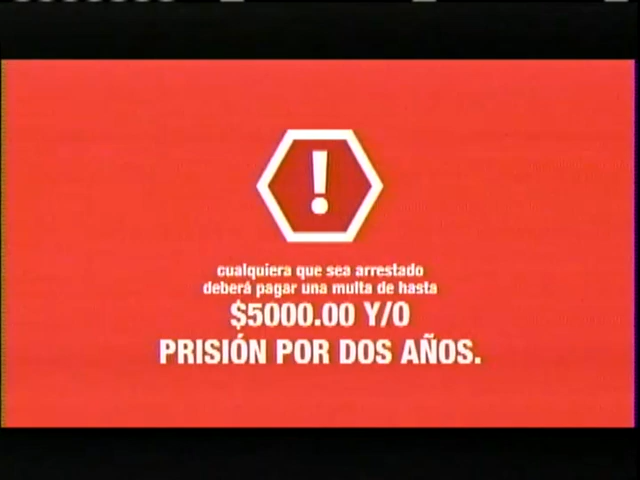 !
cualquiera que sea arrestado
deberá pagar una multa de hasta
$5000.00 Y/O
PRISIÓN POR DOS AÑOS.